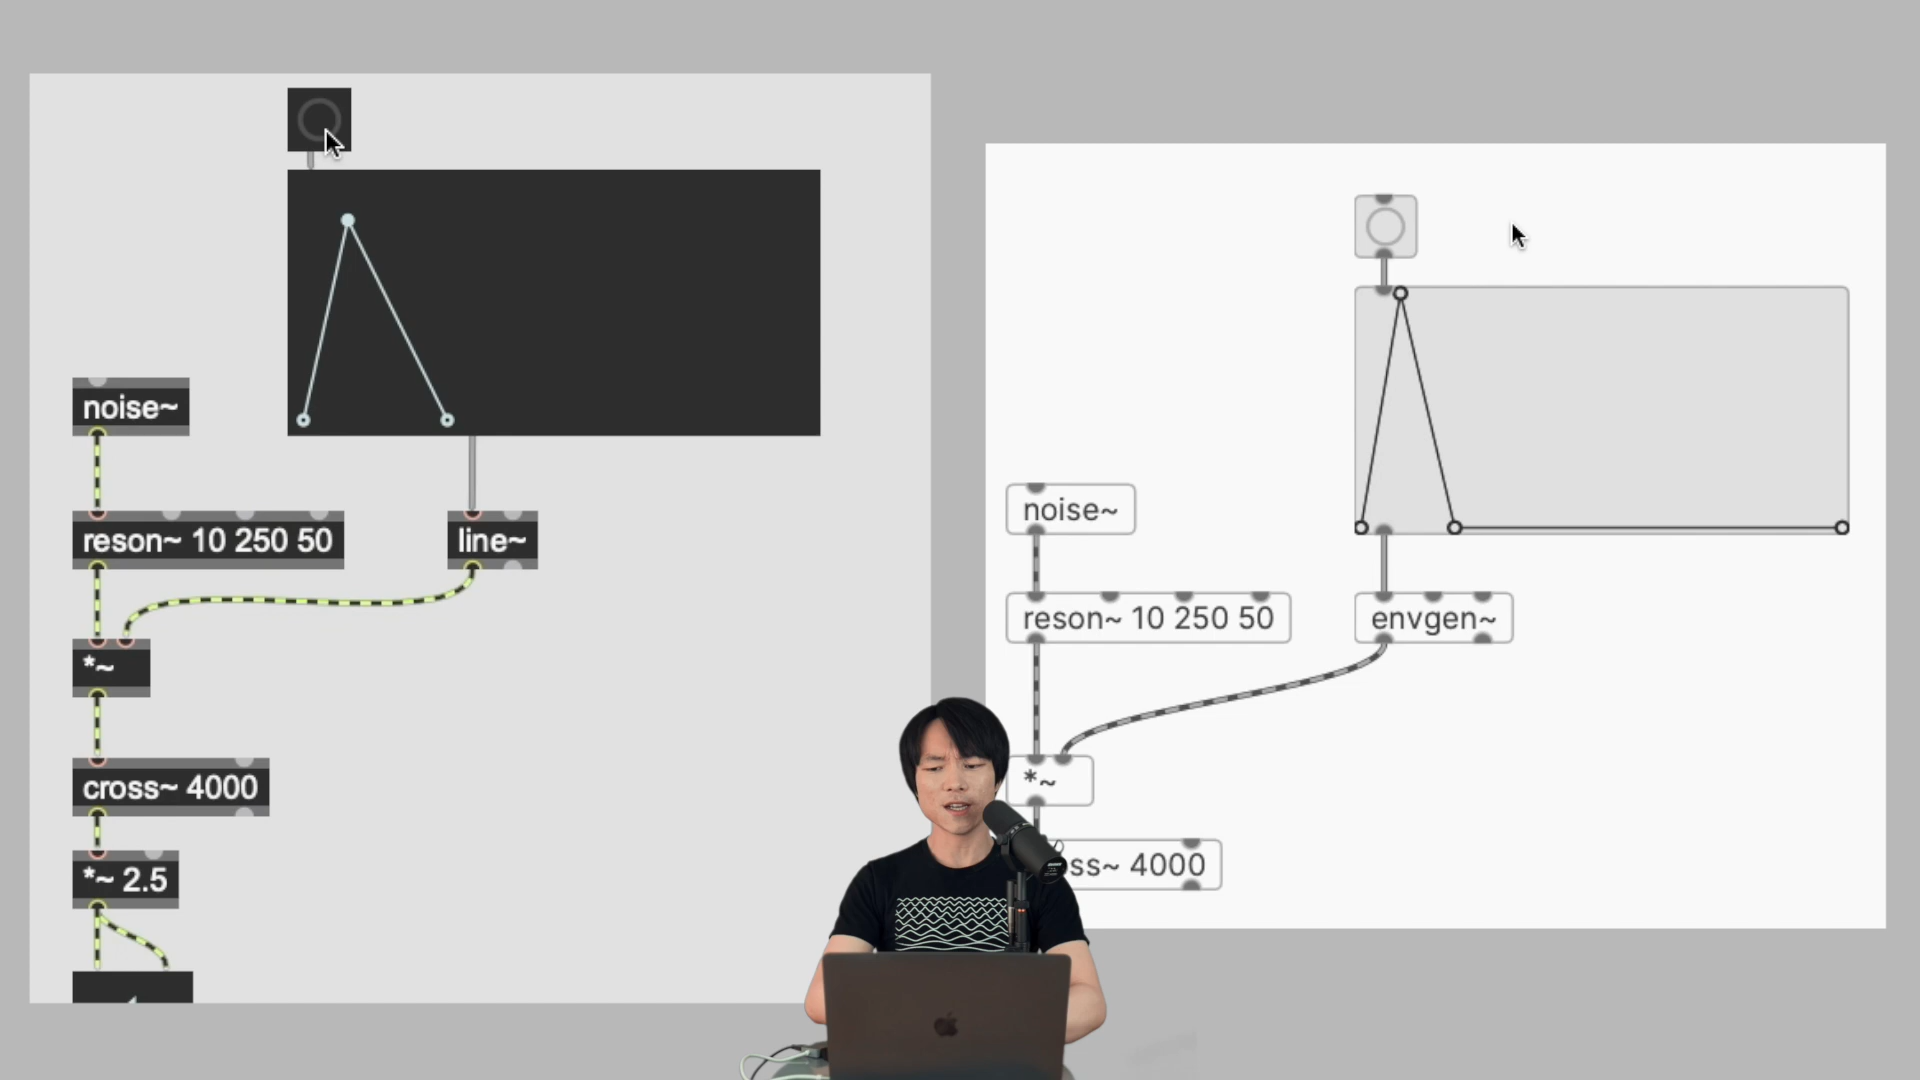 noise~
reson~ 10 250 50
line~
*~
cross~ 4000
*~ 2.5
noise~
reson~ 10 250 50
envgen~
*~
ss~ 4000